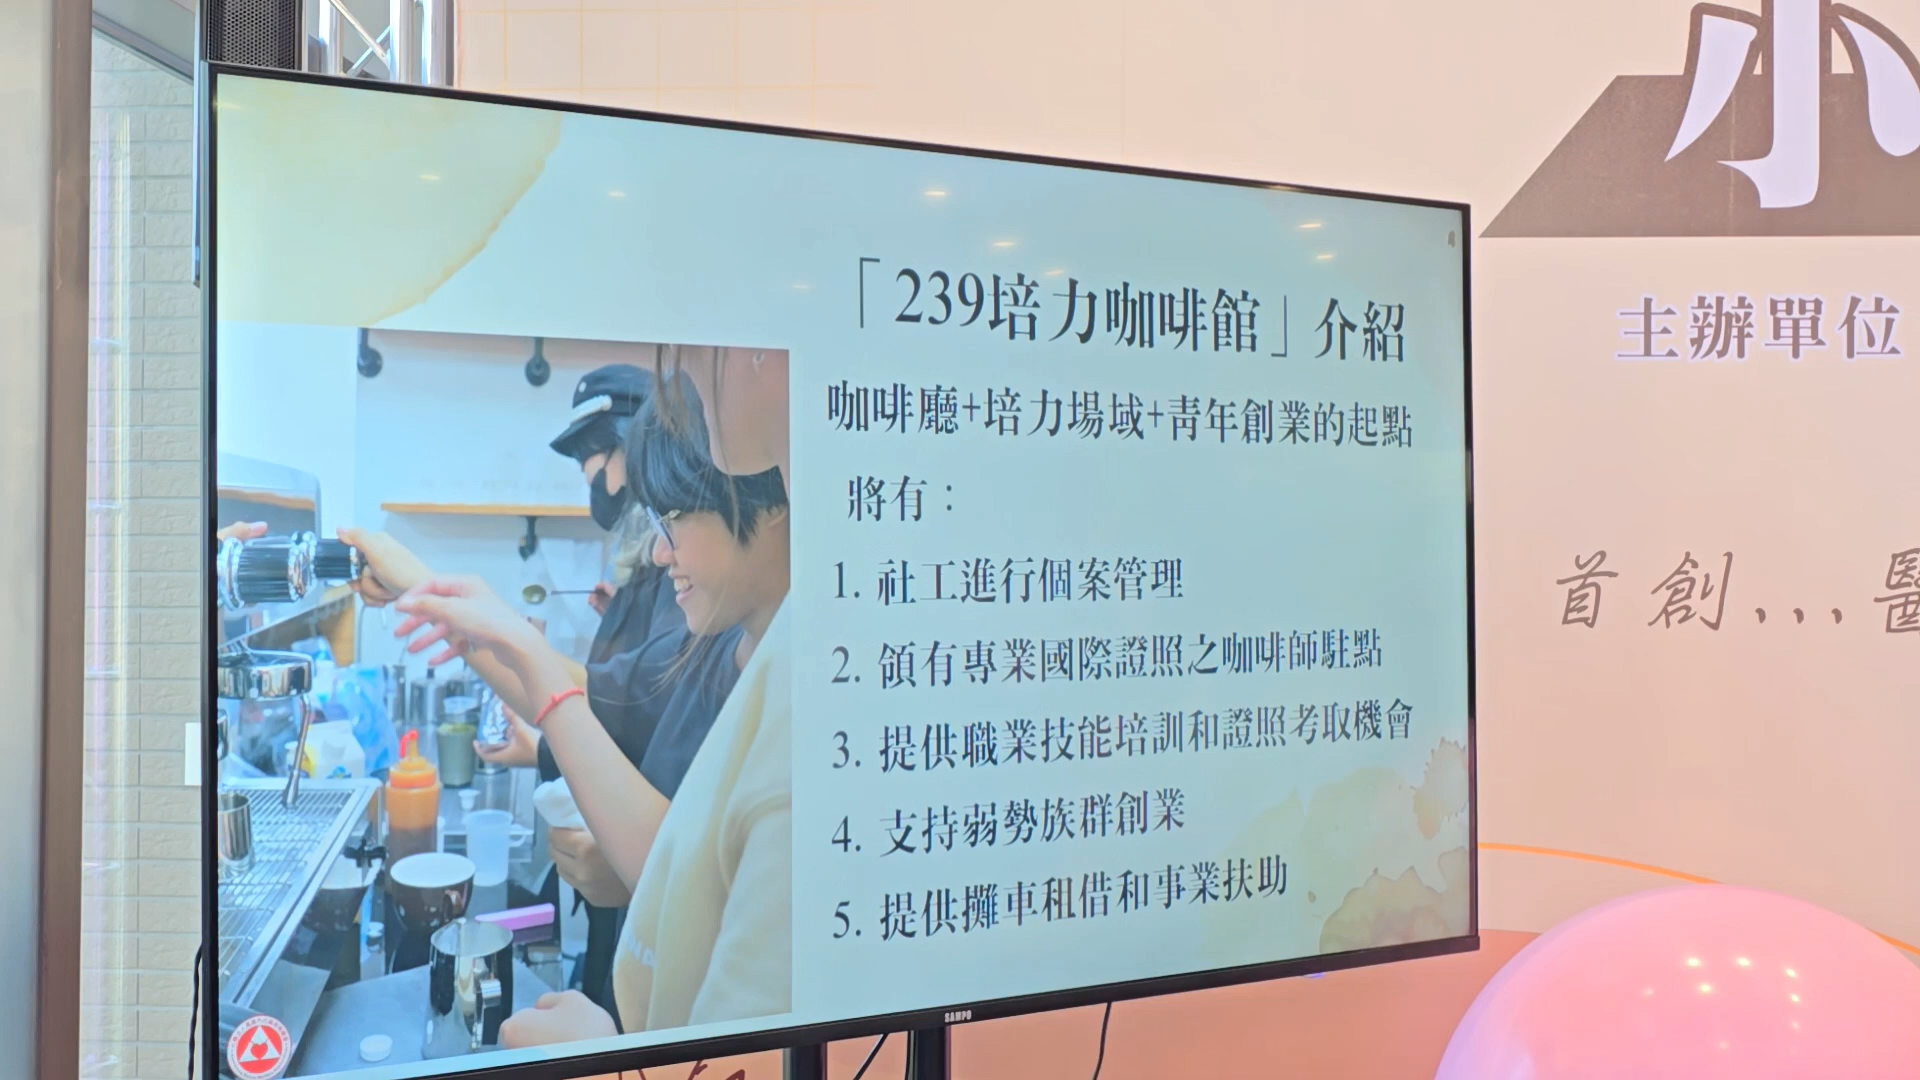 小
主辦單位
首創...醫
4
「239培力咖啡館」介紹
咖啡廳+培力場域+青年創業的起點
將有：
1. 社工進行個案管理
2. 領有專業國際證照之咖啡師駐點
3. 提供職業技能培訓和證照考取機會
4. 支持弱勢族群創業
5. 提供攤車租借和事業扶助
SAMPO